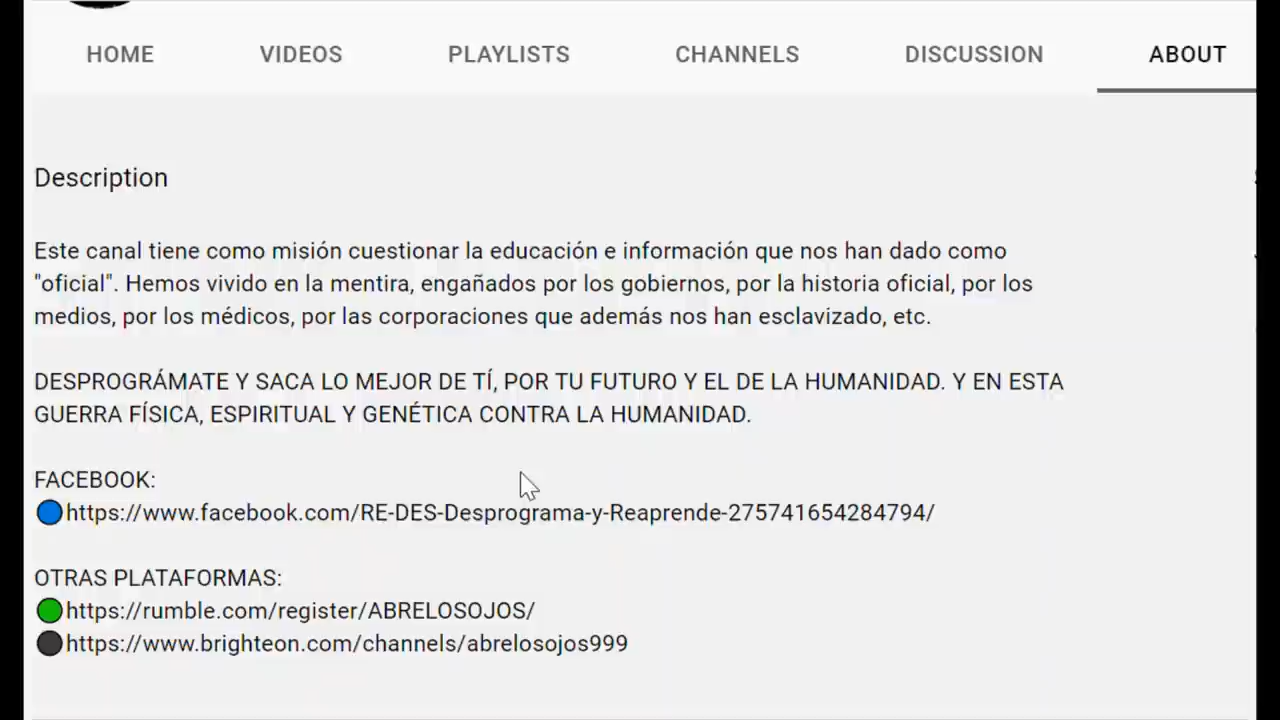 HOME VIDEOS PLAYLISTS CHANNELS DISCUSSION ABOUT
Description
Este canal tiene como misión cuestionar la educación e información que nos han dado como
"oficial". Hemos vivido en la mentira, engañados por los gobiernos, por la historia oficial, por los
medios, por los médicos, por las corporaciones que además nos han esclavizado, etc.
DESPROGRÁMATE Y SACA LO MEJOR DE TÍ, POR TU FUTURO Y EL DE LA HUMANIDAD. Y EN ESTA
GUERRA FÍSICA, ESPIRITUAL Y GENÉTICA CONTRA LA HUMANIDAD.
FACEBOOK:
https://www.facebook.com/RE-DES-Desprograma-y-Reaprende-275741654284794/
OTRAS PLATAFORMAS:
https://rumble.com/register/ABRELOSOJOS/
https://www.brighteon.com/channels/abrelosojos999